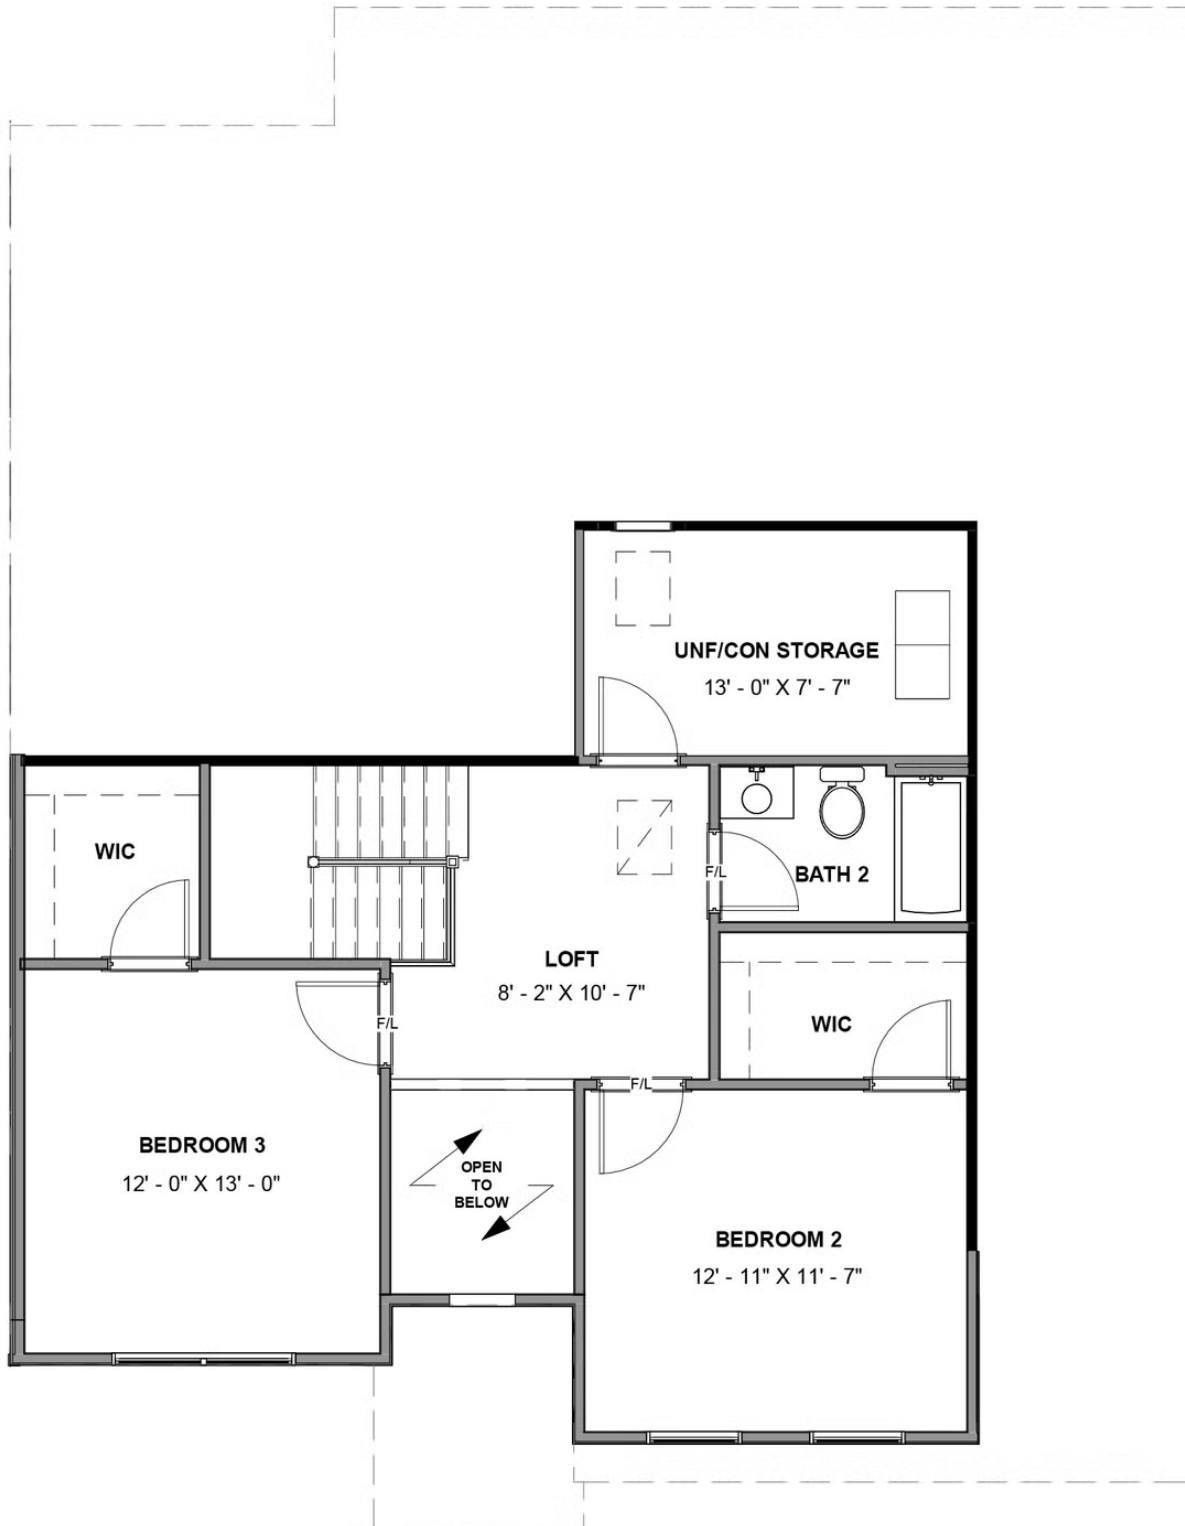 UNF/CON STORAGE
13' - 0" X 7' - 7"
WIC
F/L
BATH 2
LOFT
8' - 2" X 10' - 7"
F/L
WIC
F/L
BEDROOM 3
12' - 0" X 13' - 0"
OPEN
TO
BELOW
BEDROOM 2
12' - 11" X 11' - 7"